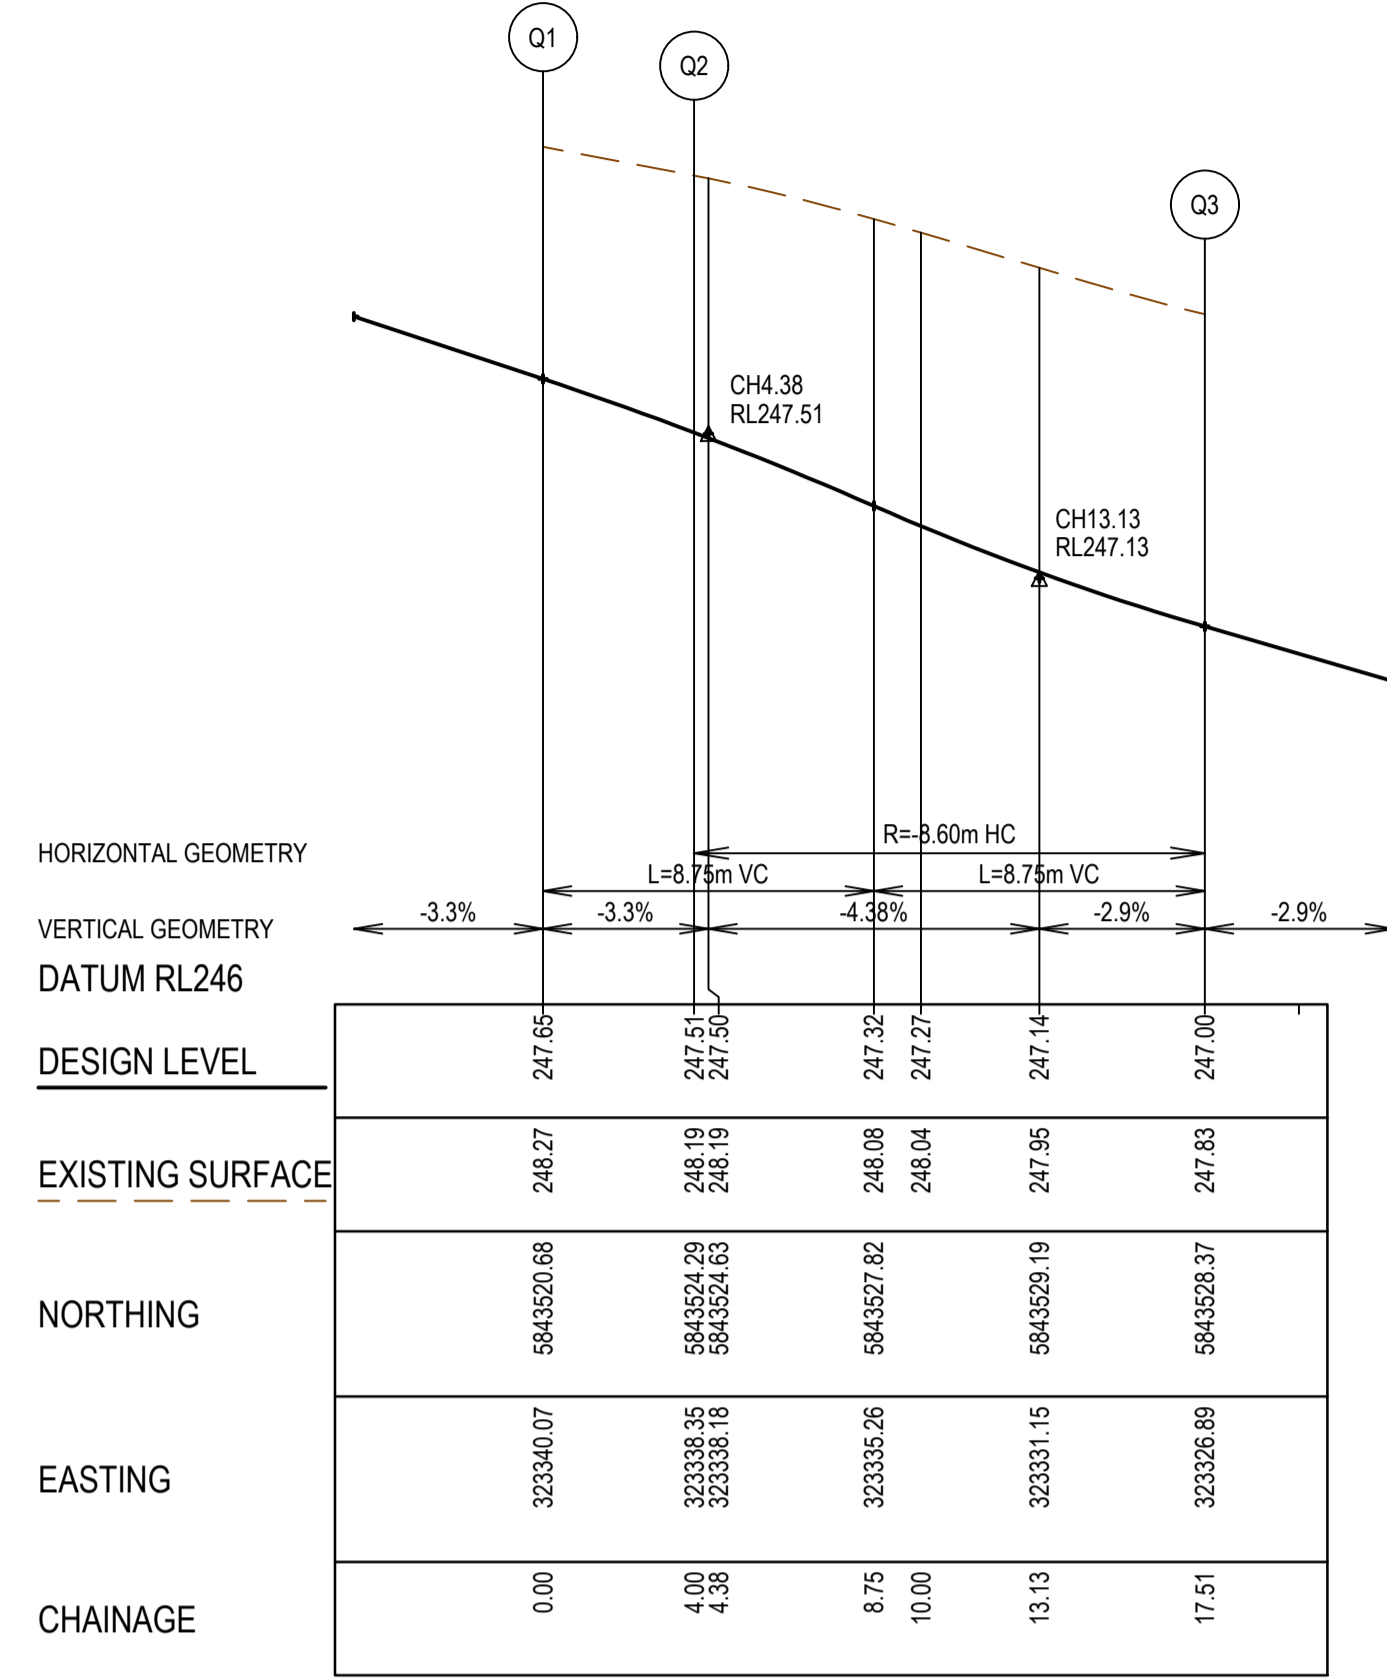 Q1
Q2
Q3
CH4.38
RL247.51
CH13.13
RL247.13
HORIZONTAL GEOMETRY
R=-8.60m HC
L=8.75m VC
L=8.75m VC
VERTICAL GEOMETRY
-3.3%
-3.3%
-4.38%
-2.9%
-2.9%
DATUM RL246
DESIGN LEVEL
247.65
247.51
247.50
247.32
247.27
247.14
247.00
EXISTING SURFACE
248.27
248.19
248.19
248.08
248.04
247.95
247.83
NORTHING
5843520.68
5843524.29
5843524.63
5843527.82
5843529.19
5843528.37
EASTING
323340.07
323338.35
323338.18
323335.26
323331.15
323326.89
CHAINAGE
0.00
4.00
4.38
8.75
10.00
13.13
17.51